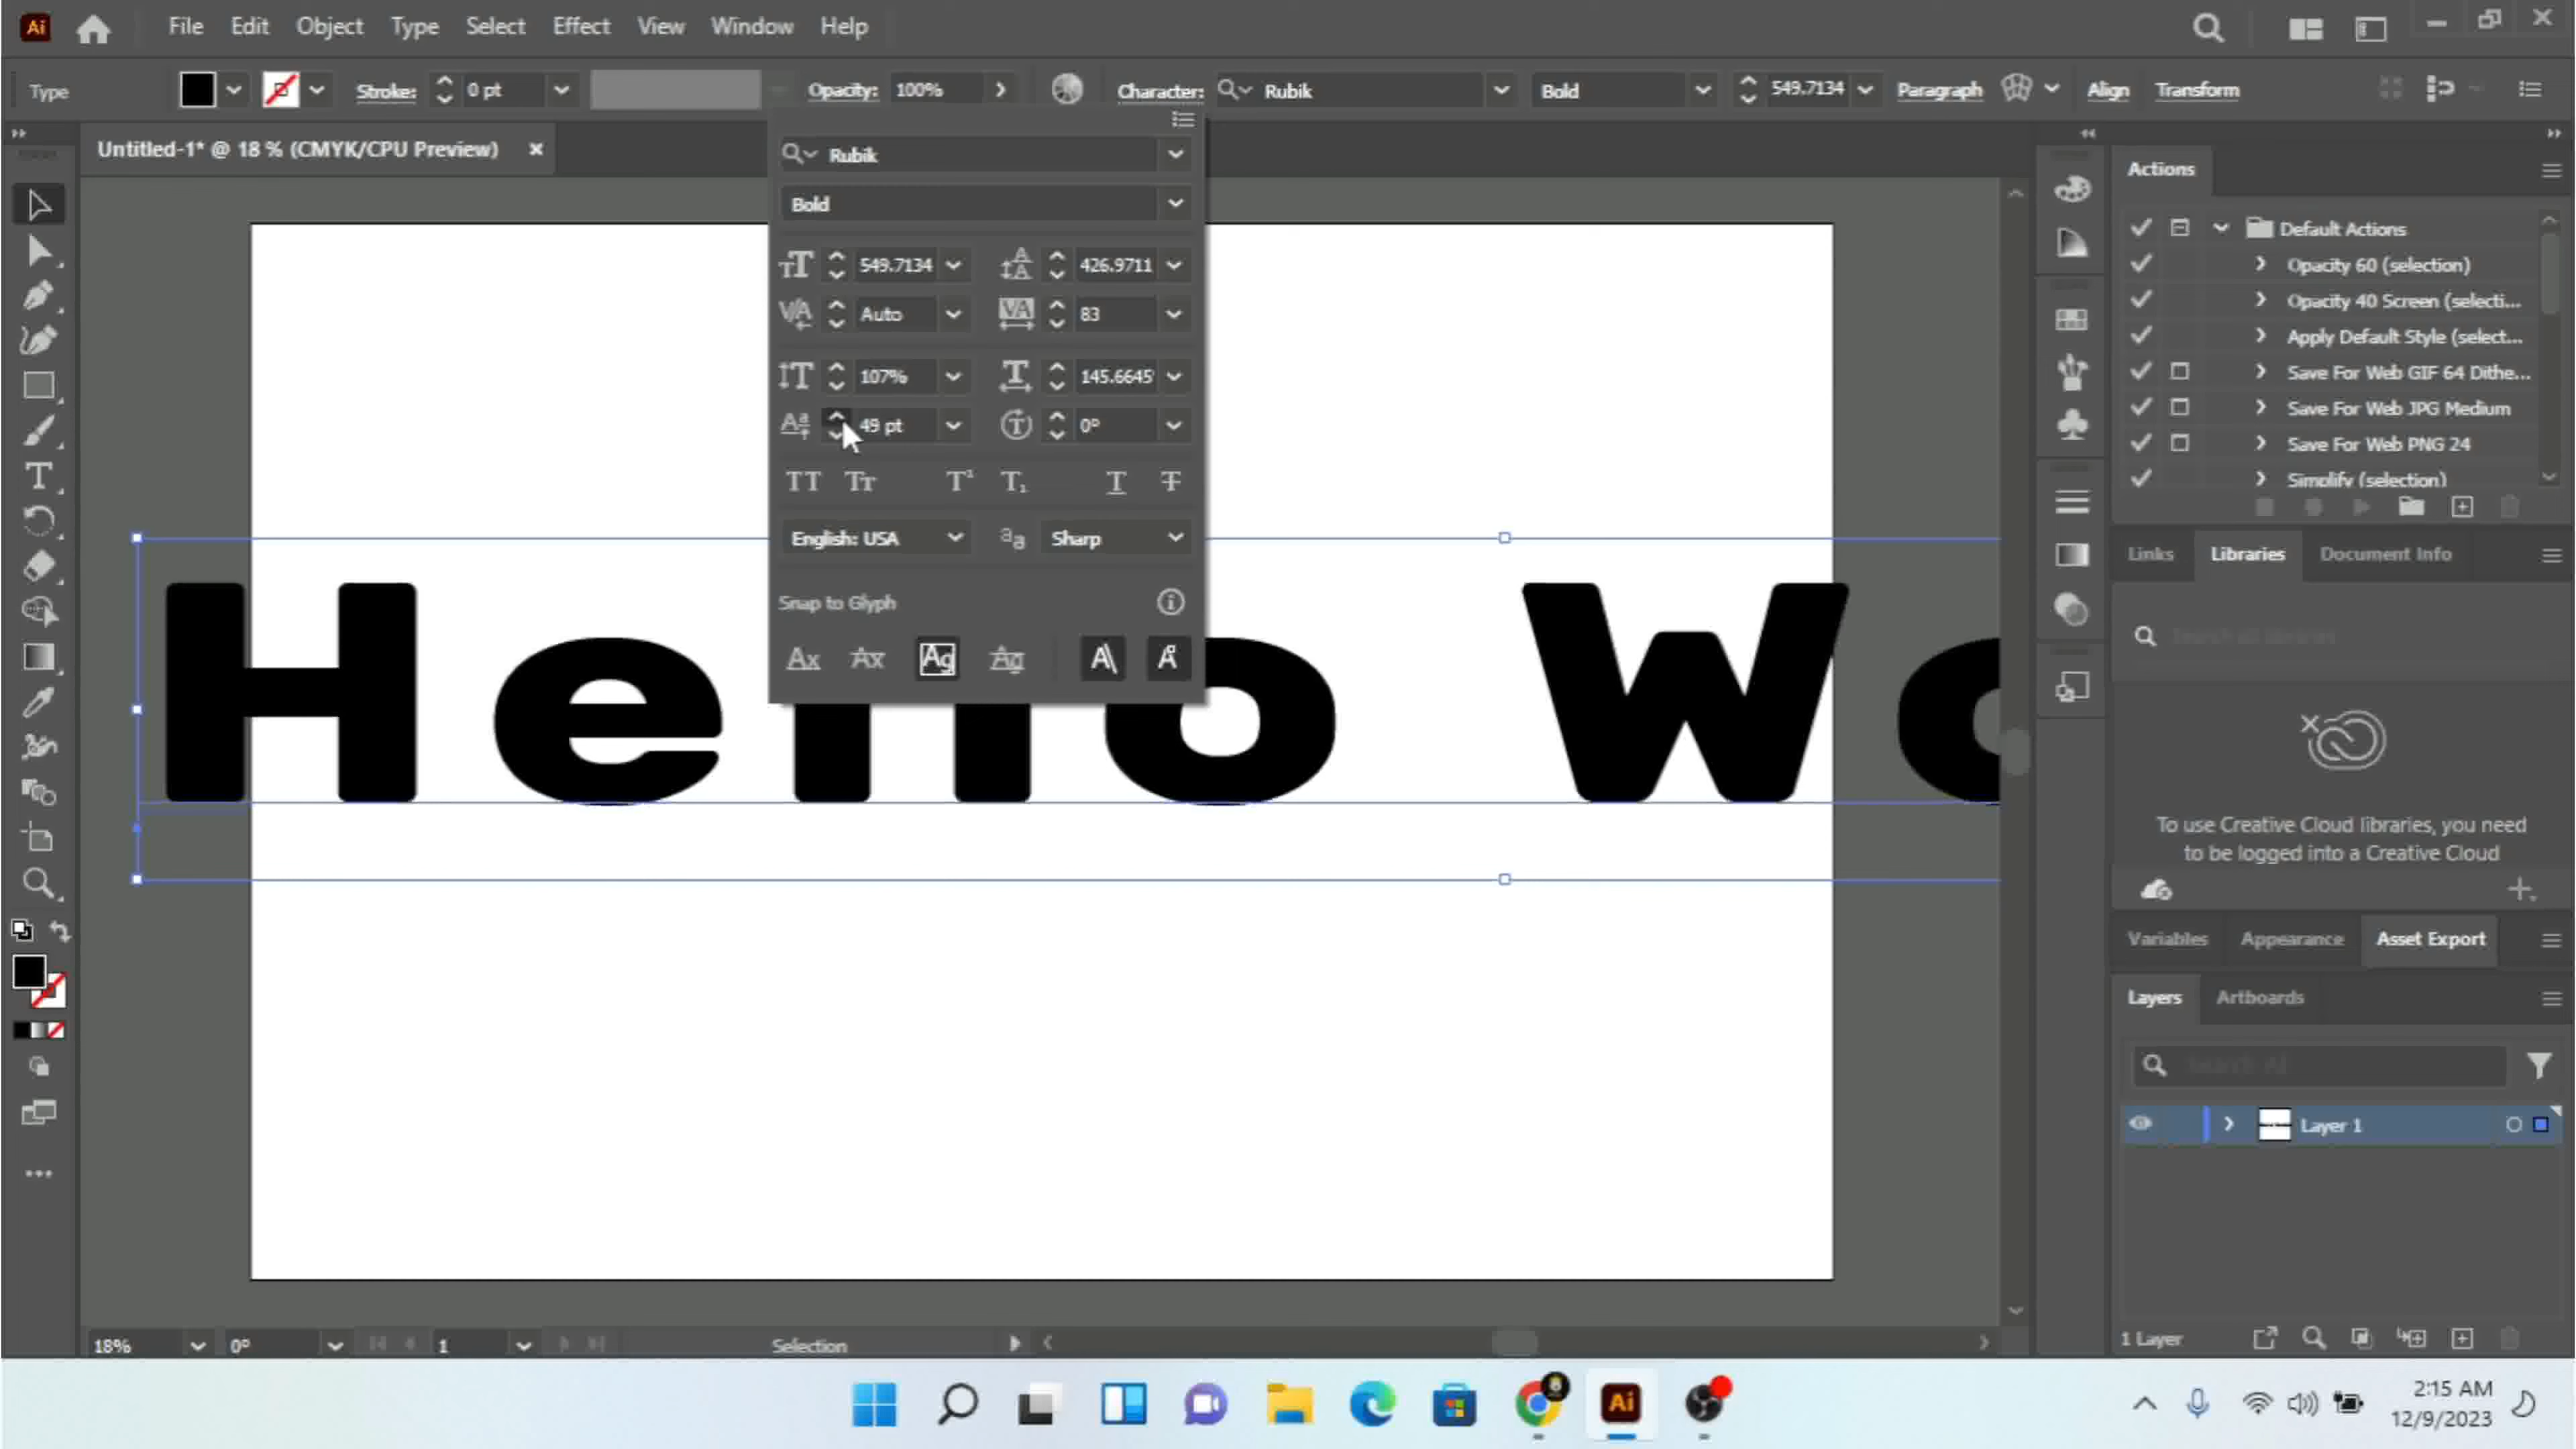 Ai File Edit Object Type Select Effect View Window Help
Type Stroke: 0 pt Opacity: 100% Character: Rubik Bold 549.7134 Paragraph Align Transform
Untitled-1* @ 18 % (CMYK/CPU Preview)
Rubik
Bold
549.7134 426.9711
Auto 83
107% 145.6645
49 pt 0°
English: USA Sharp
Snap to Glyph
Hello Wo
Actions
Default Actions
Opacity 60 (selection)
Opacity 40 Screen (selecti...
Apply Default Style (select...
Save For Web GIF 64 Dithe...
Save For Web JPG Medium
Save For Web PNG 24
Simplify (selection)
Links Libraries Document Info
To use Creative Cloud libraries, you need
to be logged into a Creative Cloud
Variables Appearance Asset Export
Layers Artboards
Layer 1
1 Layer
18% 0° 1 Selection
Ai
2:15 AM
12/9/2023